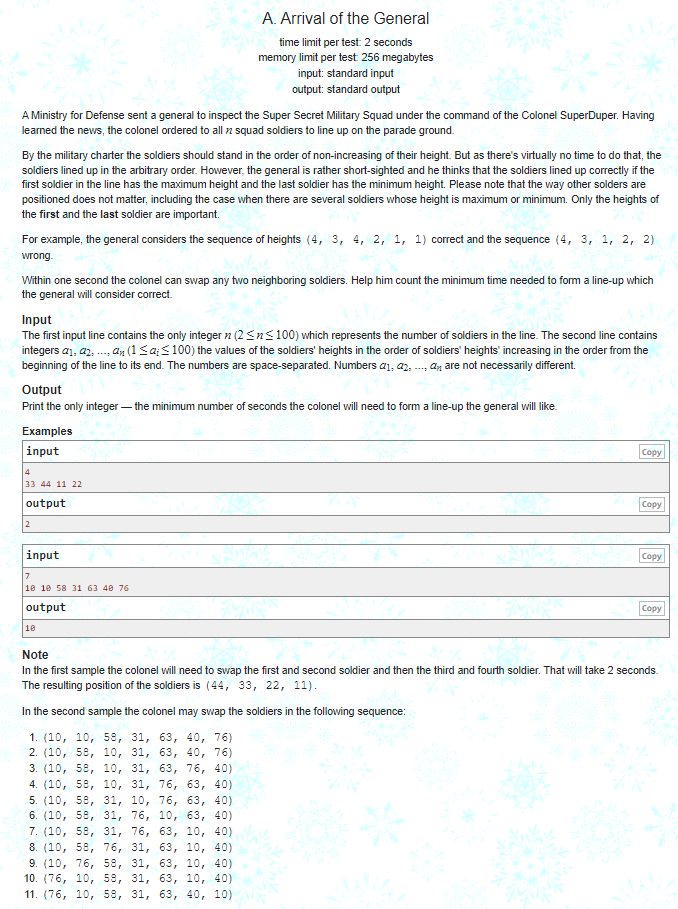 A. Arrival of the General
time limit per test: 2 seconds
memory limit per test: 256 megabytes
input: standard input
output: standard output
A Ministry for Defense sent a general to inspect the Super Secret Military Squad under the command of the Colonel SuperDuper. Having
learned the news, the colonel ordered to all n squad soldiers to line up on the parade ground.
By the military charter the soldiers should stand in the order of non-increasing of their height. But as there's virtually no time to do that, the
soldiers lined up in the arbitrary order. However, the general is rather short-sighted and he thinks that the soldiers lined up correctly if the
first soldier in the line has the maximum height and the last soldier has the minimum height. Please note that the way other solders are
positioned does not matter, including the case when there are several soldiers whose height is maximum or minimum. Only the heights of
the first and the last soldier are important.
For example, the general considers the sequence of heights (4, 3, 4, 2, 1, 1) correct and the sequence (4, 3, 1, 2, 2)
wrong.
Within one second the colonel can swap any two neighboring soldiers. Help him count the minimum time needed to form a line-up which
the general will consider correct.
Input
The first input line contains the only integer n (2 ≤ n ≤ 100) which represents the number of soldiers in the line. The second line contains
integers a1, a2, ..., an (1 ≤ ai ≤ 100) the values of the soldiers' heights in the order of soldiers' heights' increasing in the order from the
beginning of the line to its end. The numbers are space-separated. Numbers a1, a2, ..., an are not necessarily different.
Output
Print the only integer — the minimum number of seconds the colonel will need to form a line-up the general will like.
Examples
input Copy
4
33 44 11 22
output Copy
2
input Copy
7
10 10 58 31 63 40 76
output Copy
10
Note
In the first sample the colonel will need to swap the first and second soldier and then the third and fourth soldier. That will take 2 seconds.
The resulting position of the soldiers is (44, 33, 22, 11).
In the second sample the colonel may swap the soldiers in the following sequence:
1. (10, 10, 58, 31, 63, 40, 76)
2. (10, 58, 10, 31, 63, 40, 76)
3. (10, 58, 10, 31, 63, 76, 40)
4. (10, 58, 10, 31, 76, 63, 40)
5. (10, 58, 31, 10, 76, 63, 40)
6. (10, 58, 31, 76, 10, 63, 40)
7. (10, 58, 31, 76, 63, 10, 40)
8. (10, 58, 76, 31, 63, 10, 40)
9. (10, 76, 58, 31, 63, 10, 40)
10. (76, 10, 58, 31, 63, 10, 40)
11. (76, 10, 58, 31, 63, 40, 10)